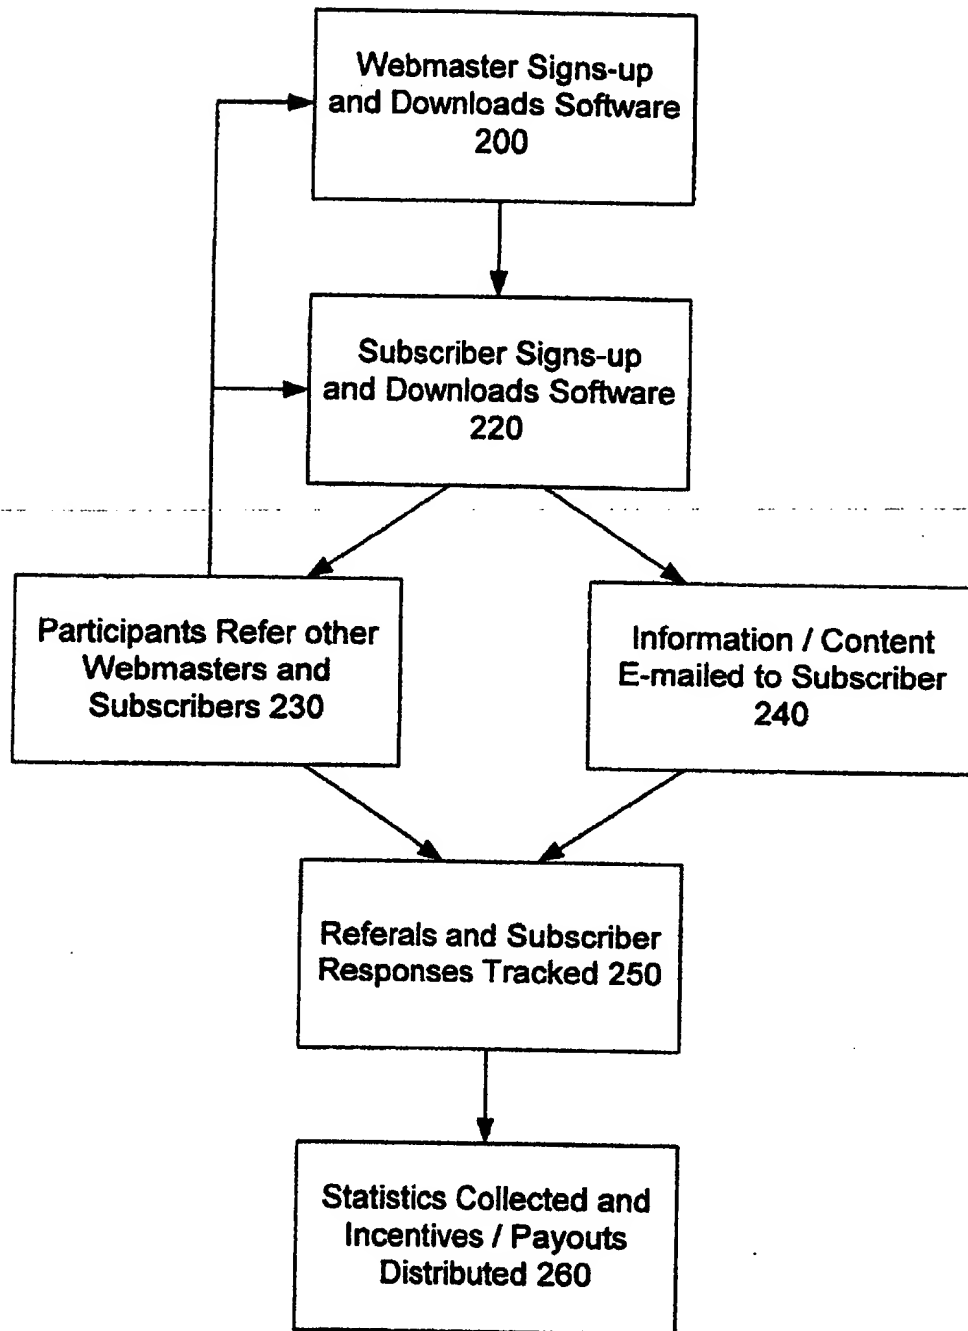 Webmaster Signs-up
and Downloads Software
200
Subscriber Signs-up
and Downloads Software
220
Participants Refer other
Webmasters and
Subscribers 230
Information / Content
E-mailed to Subscriber
240
Referals and Subscriber
Responses Tracked 250
Statistics Collected and
Incentives / Payouts
Distributed 260